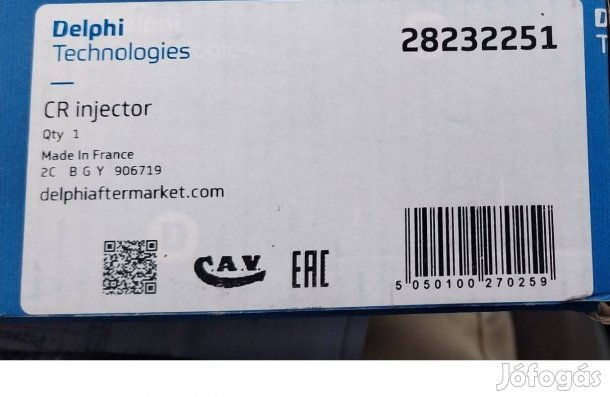 Delphi
Technologies
28232251
CR injector
Qty 1
Made In France
2C B G Y 906719
delphiaftermarket.com
C.A.V.
EAC
5 050100 270259
Jófogás